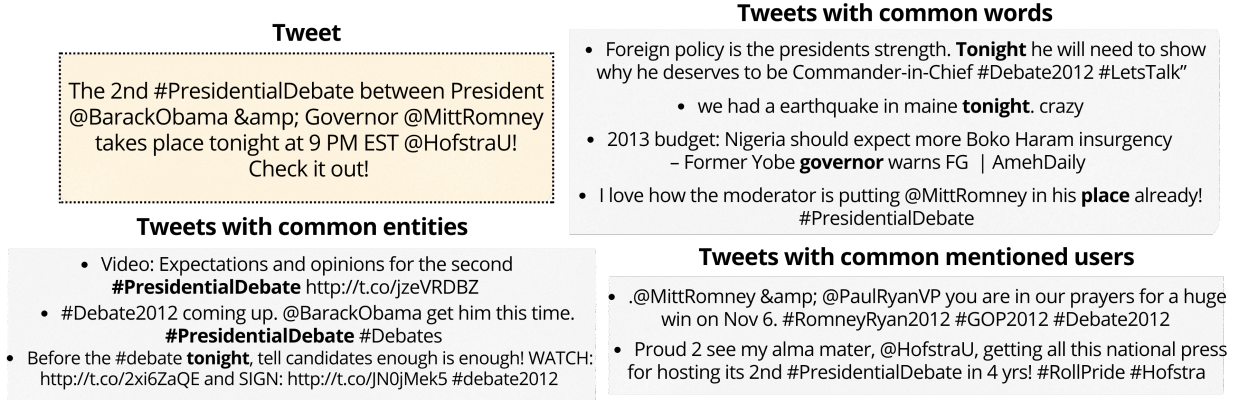 Tweet
The 2nd #PresidentialDebate between President
@BarackObama &amp; Governor @MittRomney
takes place tonight at 9 PM EST @HofstraU!
Check it out!
Tweets with common words
• Foreign policy is the presidents strength. Tonight he will need to show
why he deserves to be Commander-in-Chief #Debate2012 #LetsTalk”
• we had a earthquake in maine tonight. crazy
• 2013 budget: Nigeria should expect more Boko Haram insurgency
– Former Yobe governor warns FG | AmehDaily
• I love how the moderator is putting @MittRomney in his place already!
#PresidentialDebate
Tweets with common entities
• Video: Expectations and opinions for the second
#PresidentialDebate http://t.co/jzeVRDBZ
• #Debate2012 coming up. @BarackObama get him this time.
#PresidentialDebate #Debates
• Before the #debate tonight, tell candidates enough is enough! WATCH:
http://t.co/2xi6ZaQE and SIGN: http://t.co/JN0jMek5 #debate2012
Tweets with common mentioned users
• .@MittRomney &amp; @PaulRyanVP you are in our prayers for a huge
win on Nov 6. #RomneyRyan2012 #GOP2012 #Debate2012
• Proud 2 see my alma mater, @HofstraU, getting all this national press
for hosting its 2nd #PresidentialDebate in 4 yrs! #RollPride #Hofstra